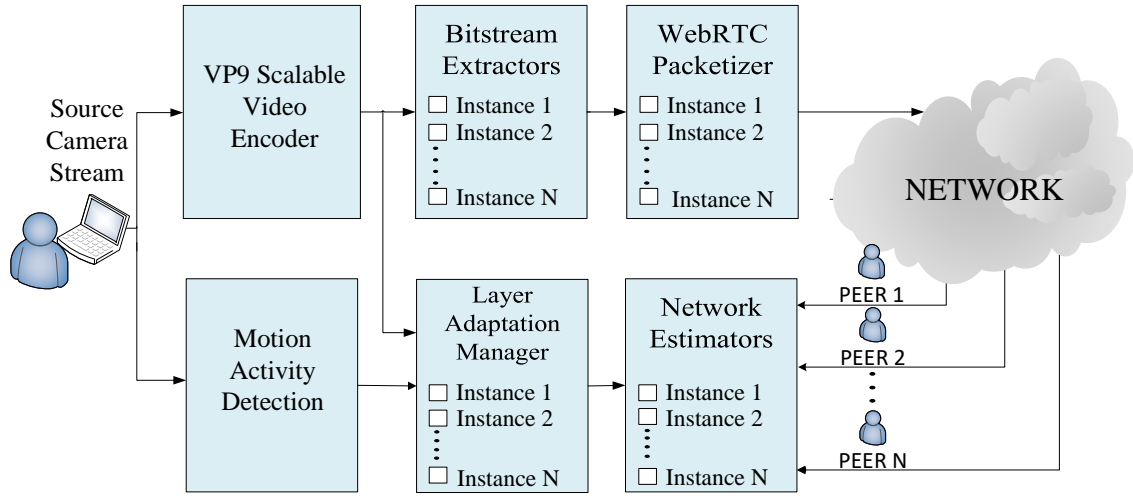 Source
Camera
Stream
VP9 Scalable
Video
Encoder
Bitstream
Extractors
Instance 1
Instance 2
Instance N
WebRTC
Packetizer
Instance 1
Instance 2
Instance N
NETWORK
Motion
Activity
Detection
Layer
Adaptation
Manager
Instance 1
Instance 2
Instance N
Network
Estimators
Instance 1
Instance 2
Instance N
PEER 1
PEER 2
PEER N